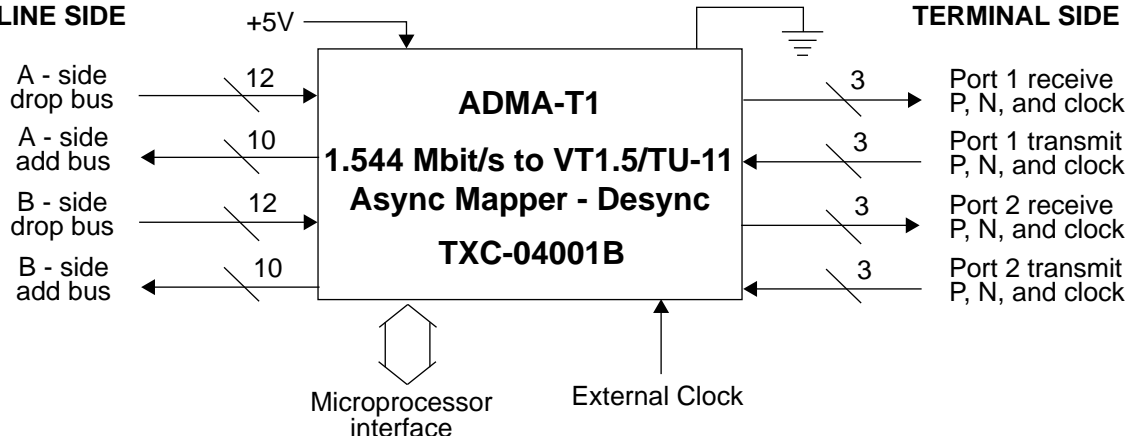 LINE SIDE
+5V
TERMINAL SIDE
A - side
drop bus
12
A - side
add bus
10
B - side
drop bus
12
B - side
add bus
10
ADMA-T1
1.544 Mbit/s to VT1.5/TU-11
Async Mapper - Desync
TXC-04001B
3
Port 1 receive
P, N, and clock
3
Port 1 transmit
P, N, and clock
3
Port 2 receive
P, N, and clock
3
Port 2 transmit
P, N, and clock
Microprocessor
interface
External Clock